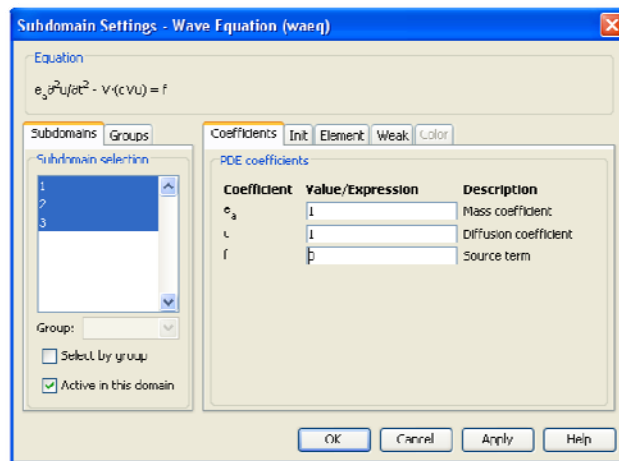 Subdomain Settings - Wave Equation (waeq)
Equation
eₐ∂²u/∂t² - ∇·(c∇u) = f
Subdomains Groups
Subdomain selection
1
2
3
Group:
Select by group
Active in this domain
Coefficients Init Element Weak Color
PDE coefficients
Coefficient Value/Expression Description
eₐ 1 Mass coefficient
c 1 Diffusion coefficient
f 0 Source term
OK Cancel Apply Help